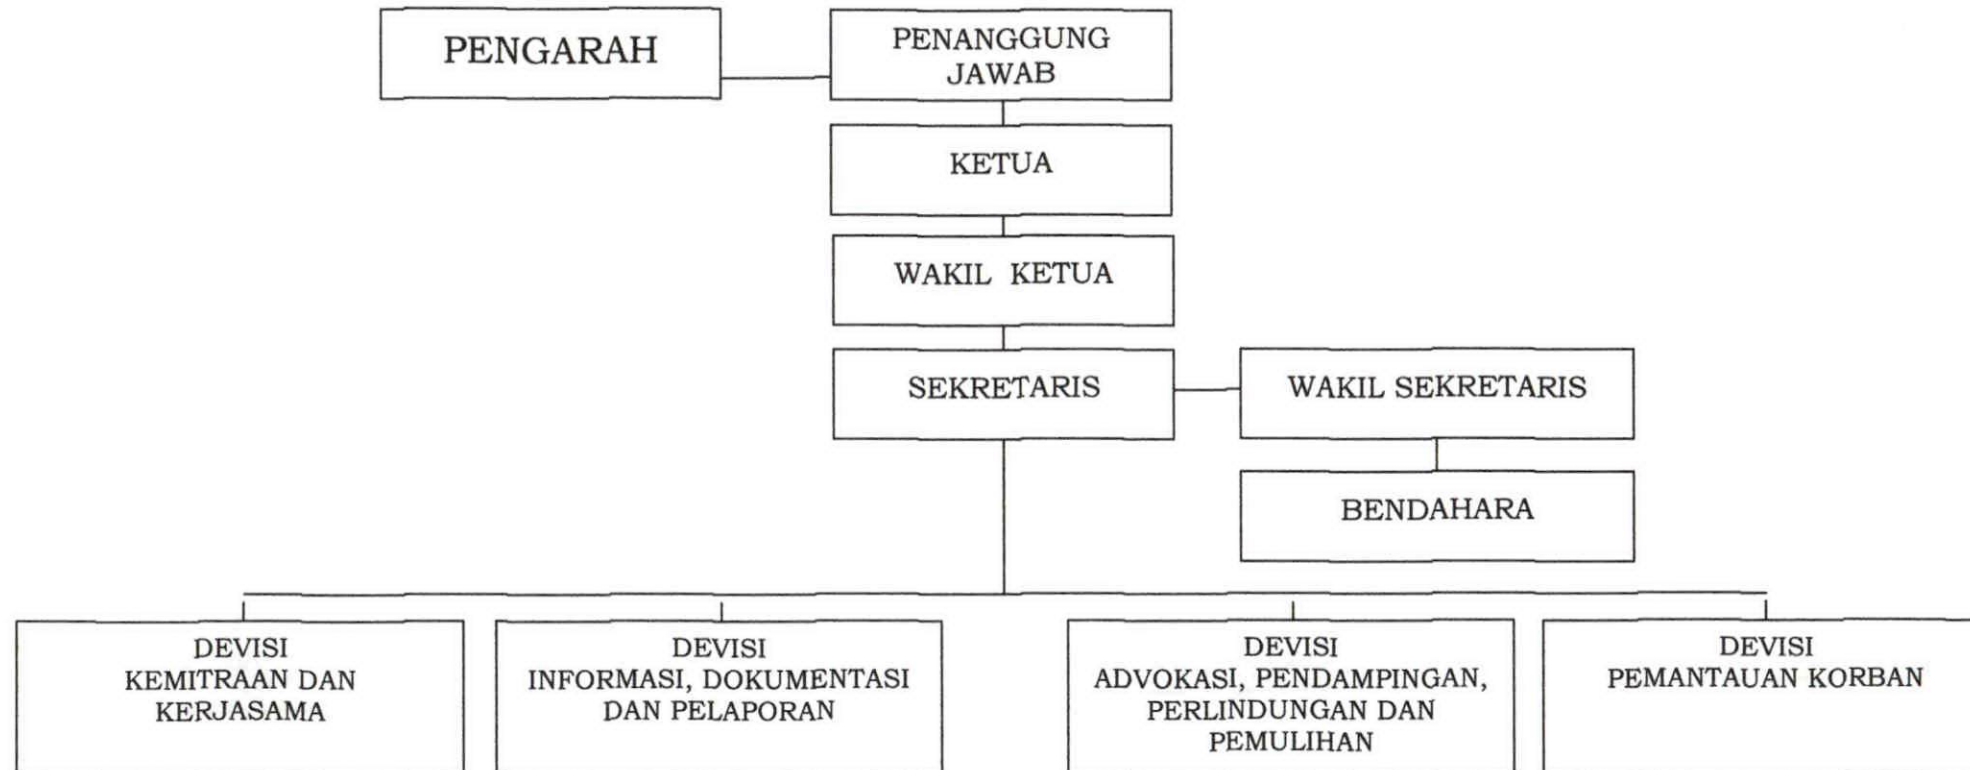 PENGARAH
PENANGGUNG
JAWAB
KETUA
WAKIL KETUA
SEKRETARIS
WAKIL SEKRETARIS
BENDAHARA
DEVISI
KEMITRAAN DAN
KERJASAMA
DEVISI
INFORMASI, DOKUMENTASI
DAN PELAPORAN
DEVISI
ADVOKASI, PENDAMPINGAN,
PERLINDUNGAN DAN
PEMULIHAN
DEVISI
PEMANTAUAN KORBAN